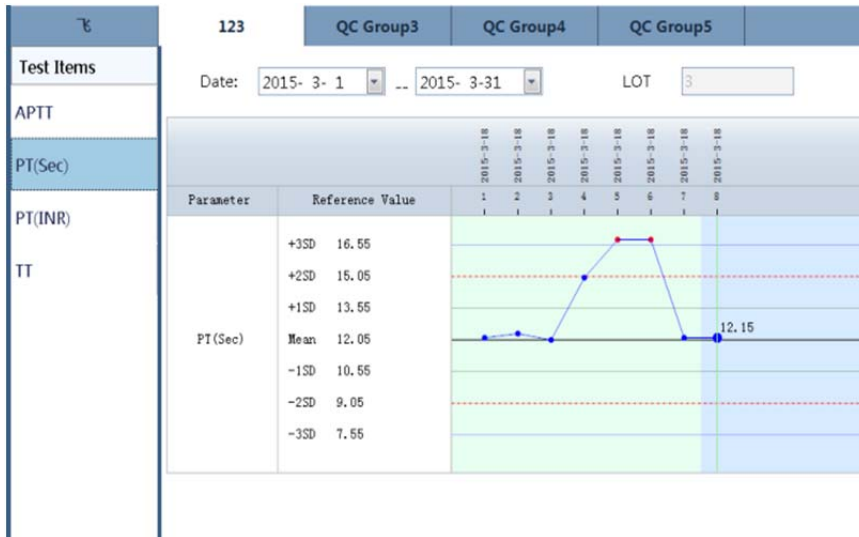 123 QC Group3 QC Group4 QC Group5
Test Items
Date: 2015- 3- 1 -- 2015- 3-31 LOT 3
APTT
PT(Sec)
PT(INR)
TT
2015-3-18 2015-3-18 2015-3-18 2015-3-18 2015-3-18 2015-3-18 2015-3-18 2015-3-18
Parameter Reference Value 1 2 3 4 5 6 7 8
+3SD 16.55
+2SD 15.05
+1SD 13.55
PT(Sec) Mean 12.05 12.15
-1SD 10.55
-2SD 9.05
-3SD 7.55